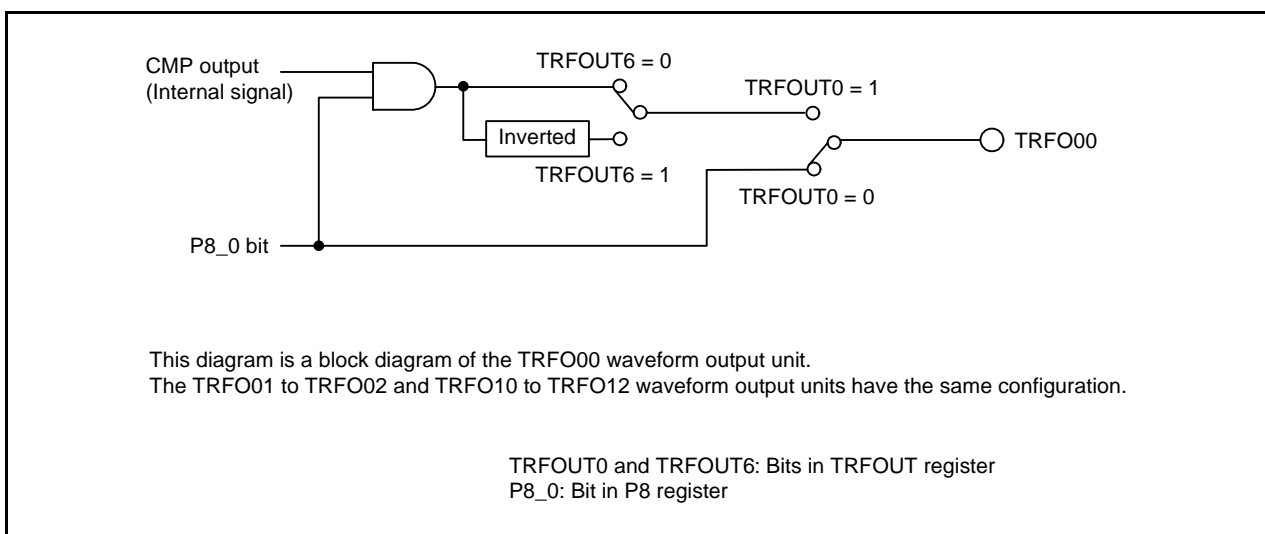 CMP output
(Internal signal)
TRFOUT6 = 0
TRFOUT0 = 1
Inverted
TRFO00
TRFOUT6 = 1
TRFOUT0 = 0
P8_0 bit
This diagram is a block diagram of the TRFO00 waveform output unit.
The TRFO01 to TRFO02 and TRFO10 to TRFO12 waveform output units have the same configuration.
TRFOUT0 and TRFOUT6: Bits in TRFOUT register
P8_0: Bit in P8 register